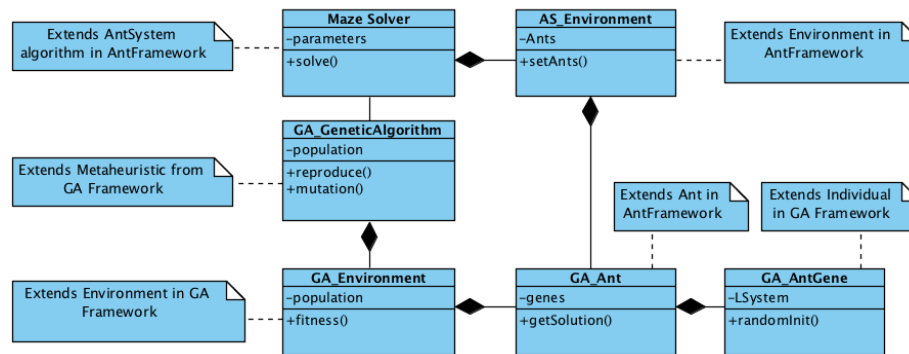 Extends AntSystem
algorithm in AntFramework
Maze Solver
–parameters
+solve()
AS_Environment
–Ants
+setAnts()
Extends Environment in
AntFramework
Extends Metaheuristic from
GA Framework
GA_GeneticAlgorithm
–population
+reproduce()
+mutation()
Extends Ant in
AntFramework
Extends Individual
in GA Framework
Extends Environment in GA
Framework
GA_Environment
–population
+fitness()
GA_Ant
–genes
+getSolution()
GA_AntGene
–LSystem
+randomInit()